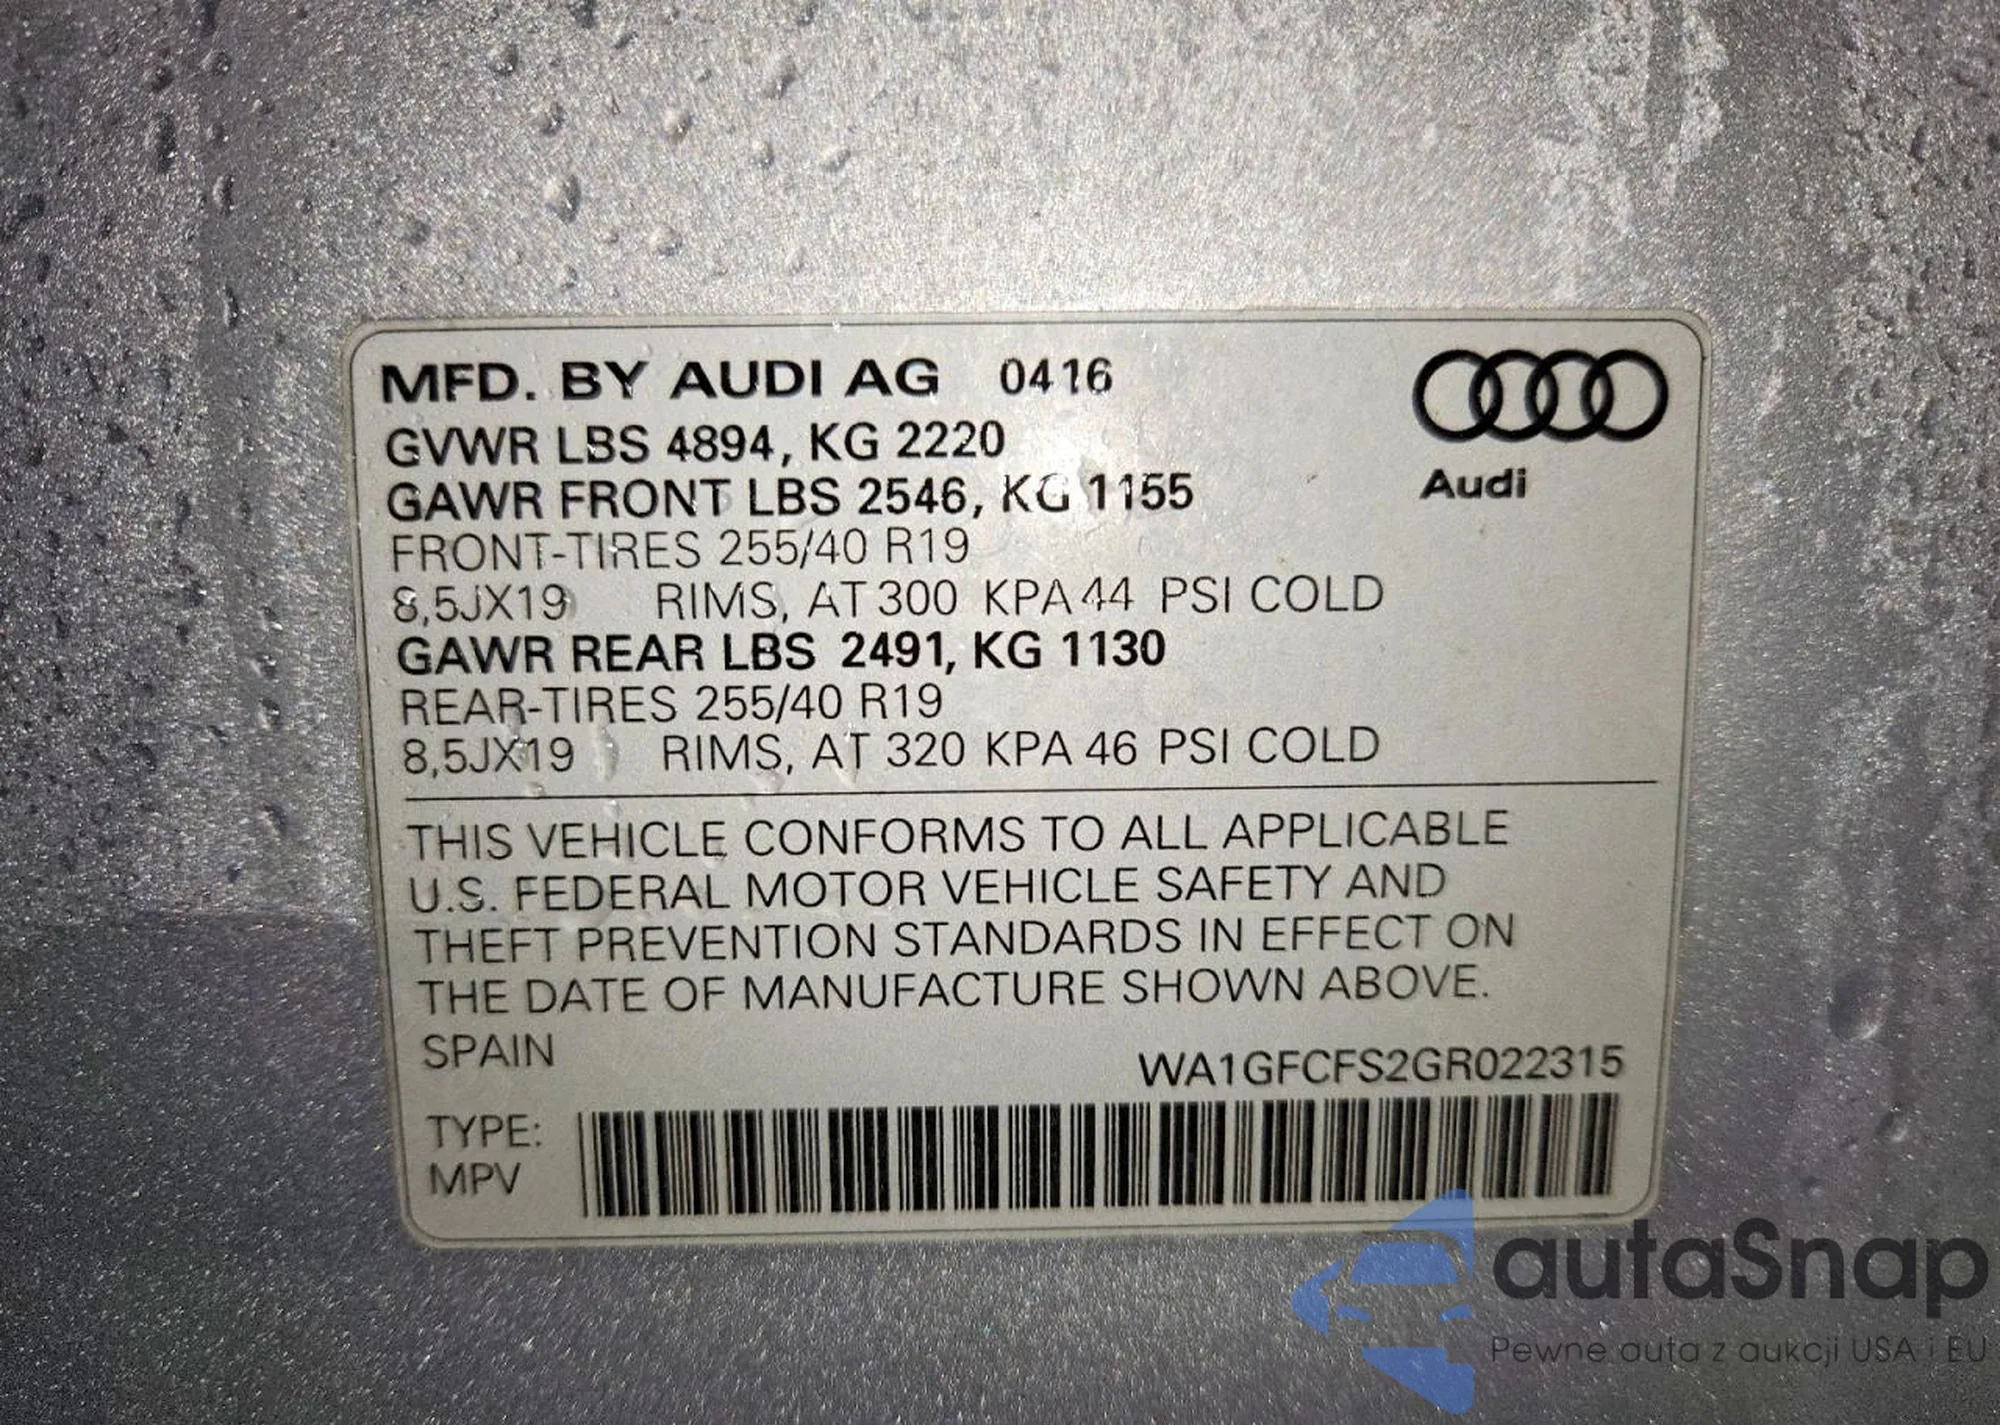 MFD. BY AUDI AG 0416
GVWR LBS 4894, KG 2220
GAWR FRONT LBS 2546, KG 1155
FRONT-TIRES 255/40 R19
8,5JX19 RIMS, AT 300 KPA 44 PSI COLD
GAWR REAR LBS 2491, KG 1130
REAR-TIRES 255/40 R19
8,5JX19 RIMS, AT 320 KPA 46 PSI COLD
Audi
THIS VEHICLE CONFORMS TO ALL APPLICABLE
U.S. FEDERAL MOTOR VEHICLE SAFETY AND
THEFT PREVENTION STANDARDS IN EFFECT ON
THE DATE OF MANUFACTURE SHOWN ABOVE.
SPAIN
WA1GFCFS2GR022315
TYPE:
MPV
autaSnap
Pewne auta z aukcji USA i EU